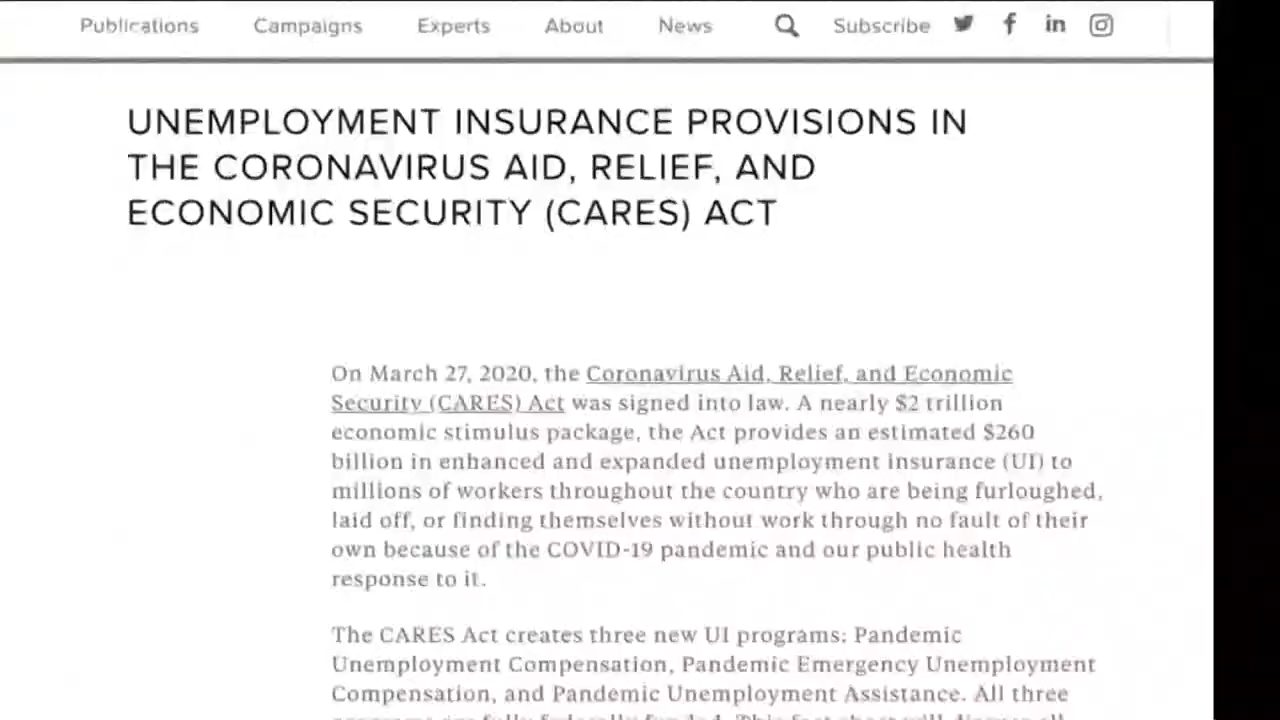 Publications Campaigns Experts About News Subscribe
UNEMPLOYMENT INSURANCE PROVISIONS IN
THE CORONAVIRUS AID, RELIEF, AND
ECONOMIC SECURITY (CARES) ACT
On March 27, 2020, the Coronavirus Aid, Relief, and Economic
Security (CARES) Act was signed into law. A nearly $2 trillion
economic stimulus package, the Act provides an estimated $260
billion in enhanced and expanded unemployment insurance (UI) to
millions of workers throughout the country who are being furloughed,
laid off, or finding themselves without work through no fault of their
own because of the COVID-19 pandemic and our public health
response to it.
The CARES Act creates three new UI programs: Pandemic
Unemployment Compensation, Pandemic Emergency Unemployment
Compensation, and Pandemic Unemployment Assistance. All three